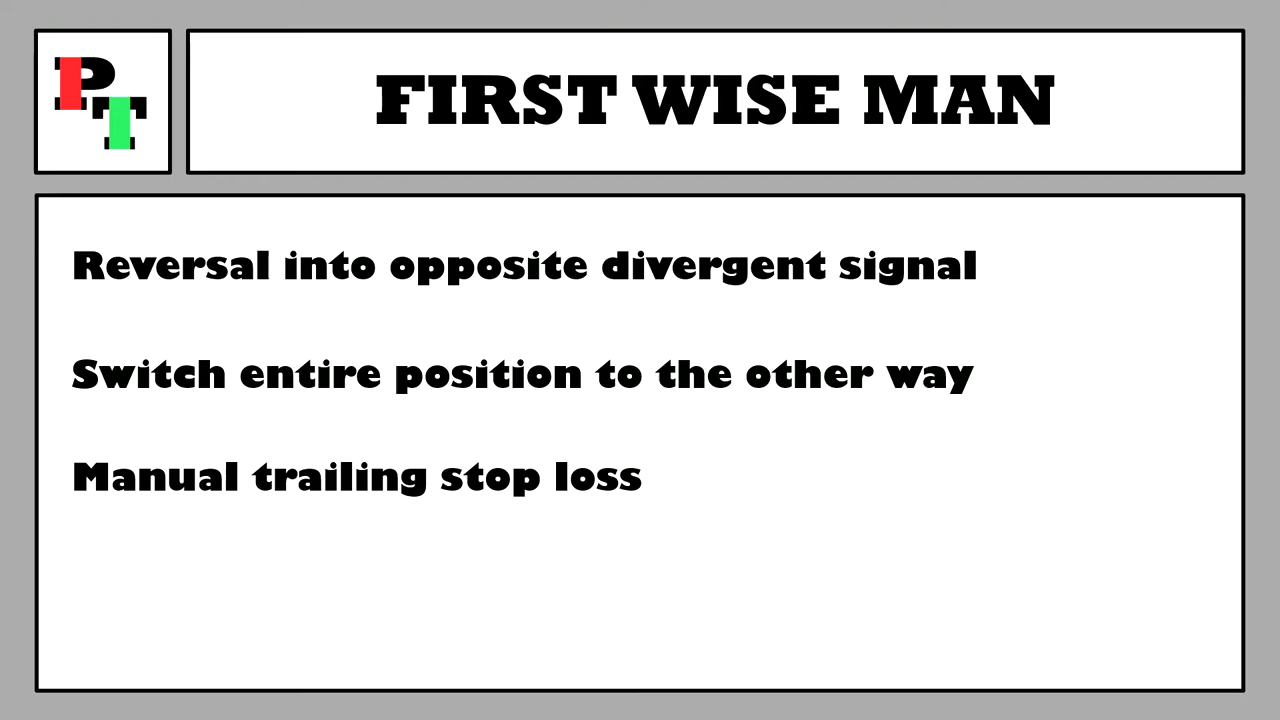 PT
FIRST WISE MAN
Reversal into opposite divergent signal
Switch entire position to the other way
Manual trailing stop loss